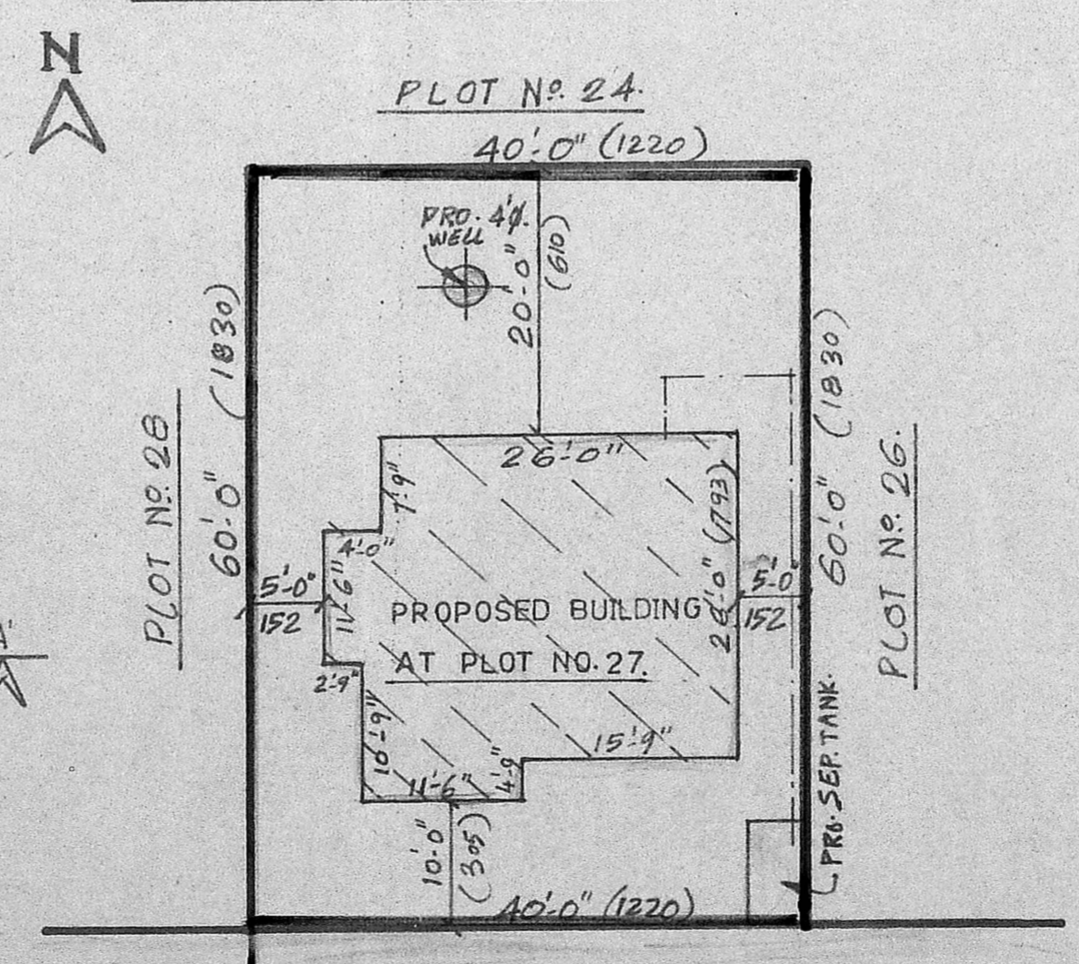 N
PLOT Nº. 24.
40'-0" (1220)
PRO. 4'Ø.
WELL
20'-0"
(610)
60'-0" (1830)
PLOT Nº. 28
60'-0" (1830)
PLOT Nº. 26.
26'-0"
7'-9"
4'-0"
(793)
5'-0"
152
11'-6"
PROPOSED BUILDING
AT PLOT NO. 27.
5'-0"
152
2'-9"
10'-9"
11'-6"
4'-9"
15'-9"
10'-0"
(305)
PRO. SEP. TANK.
40'-0" (1220)